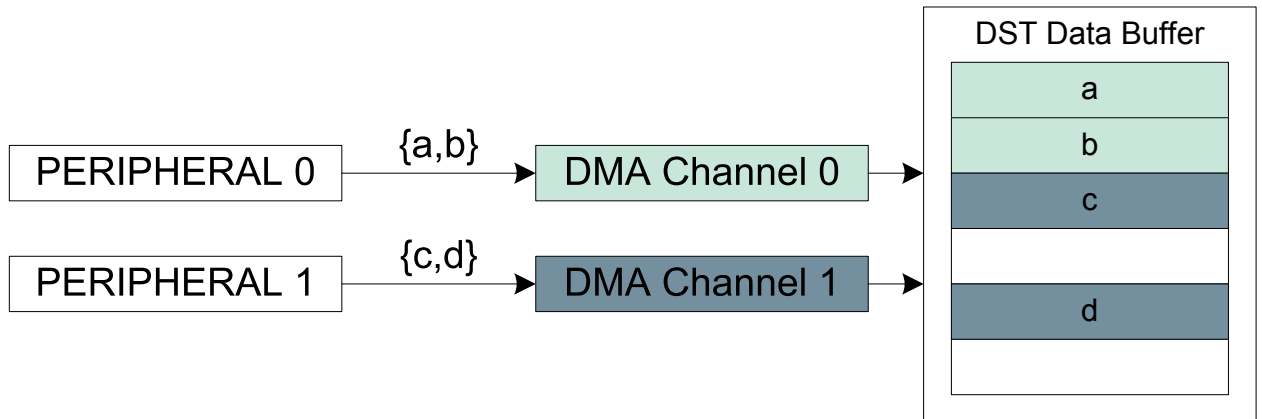 DST Data Buffer
a
b
c
d
PERIPHERAL 0
{a,b}
DMA Channel 0
PERIPHERAL 1
{c,d}
DMA Channel 1